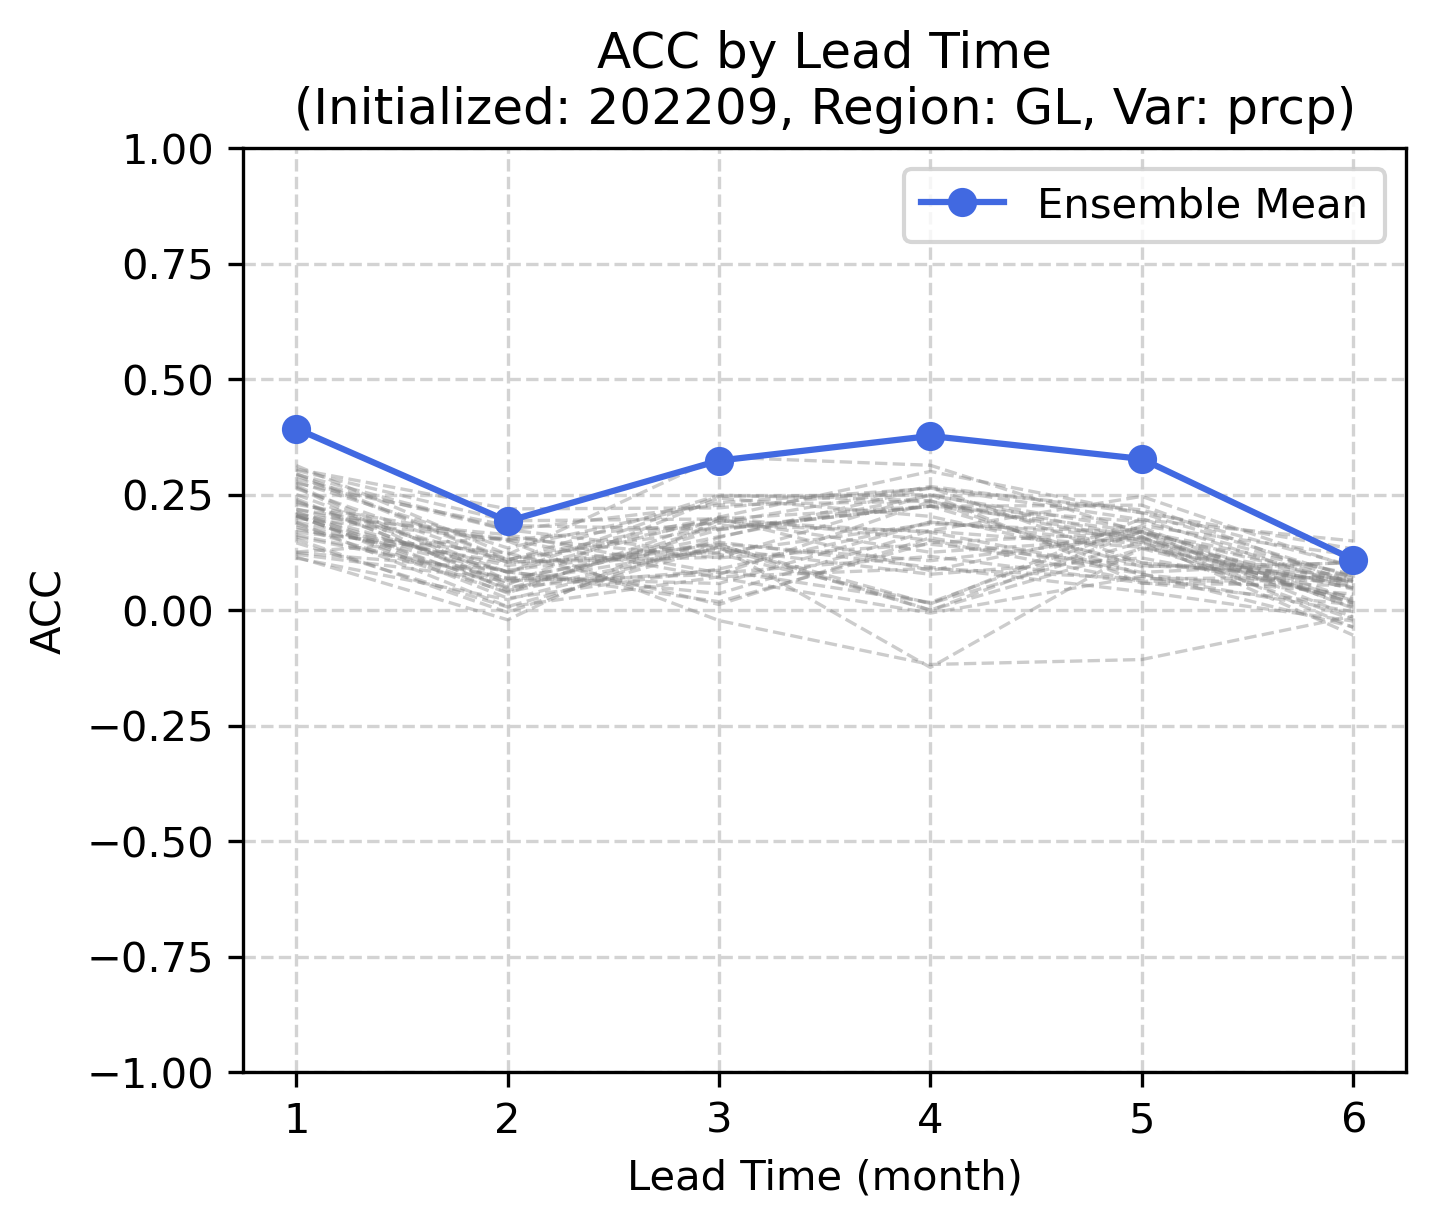 ACC by Lead Time
(Initialized: 202209, Region: GL, Var: prcp)
Ensemble Mean
1.00
0.75
0.50
0.25
0.00
−0.25
−0.50
−0.75
−1.00
ACC
1 2 3 4 5 6
Lead Time (month)